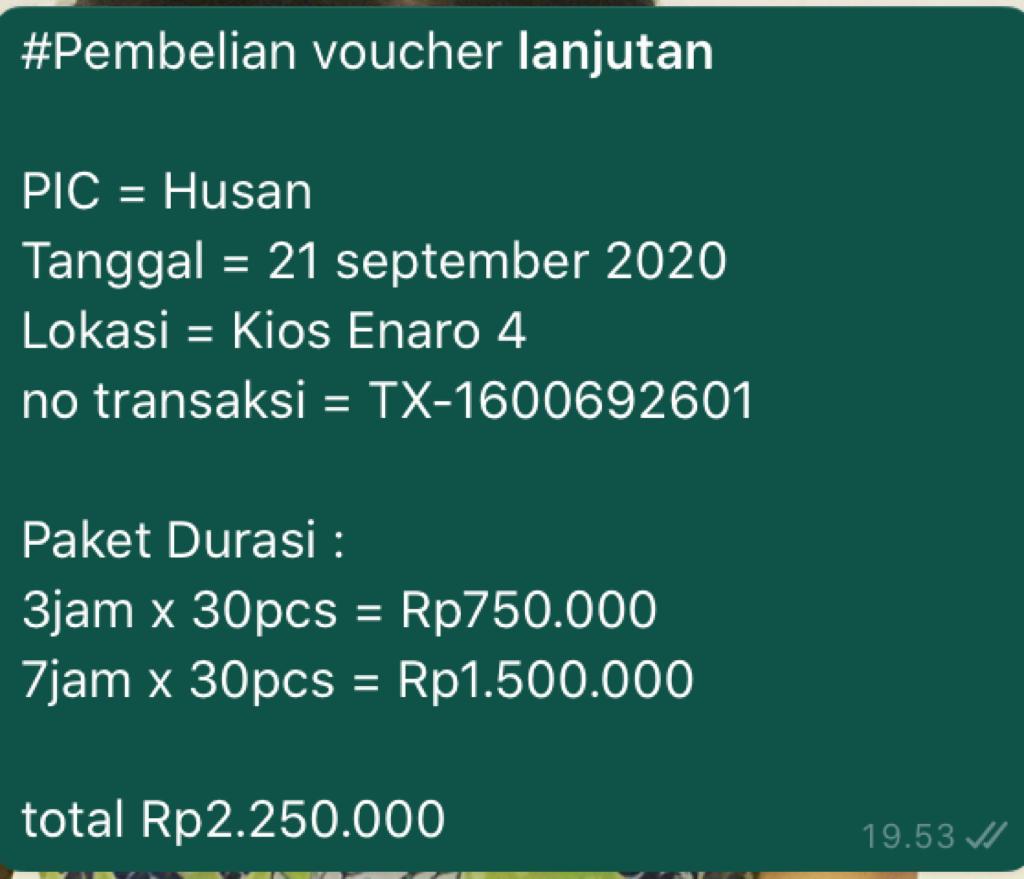 #Pembelian voucher lanjutan
PIC = Husan
Tanggal = 21 september 2020
Lokasi = Kios Enaro 4
no transaksi = TX-1600692601
Paket Durasi :
3jam x 30pcs = Rp750.000
7jam x 30pcs = Rp1.500.000
total Rp2.250.000
19.53